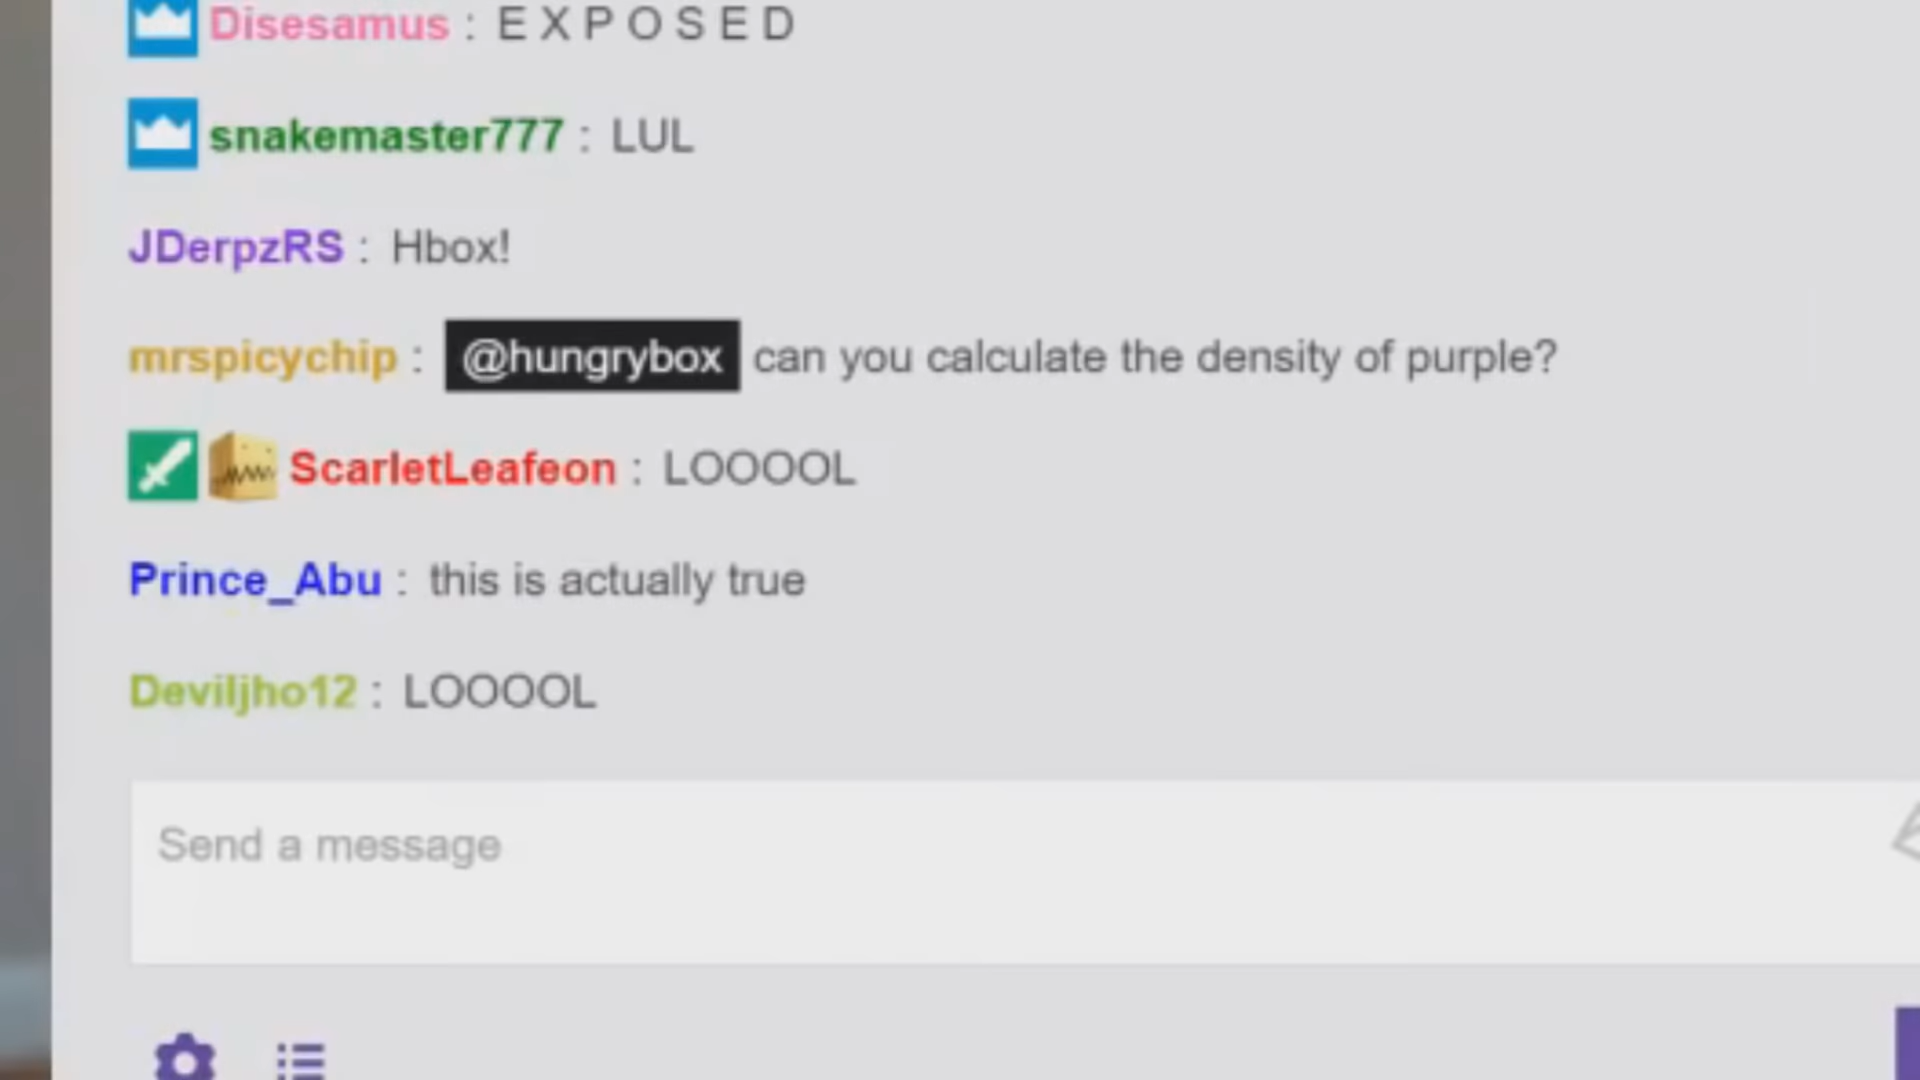 Disesamus : E X P O S E D
snakemaster777 : LUL
JDerpzRS : Hbox!
mrspicychip : @hungrybox can you calculate the density of purple?
ScarletLeafeon : LOOOOL
Prince_Abu : this is actually true
Deviljho12 : LOOOOL
Send a message